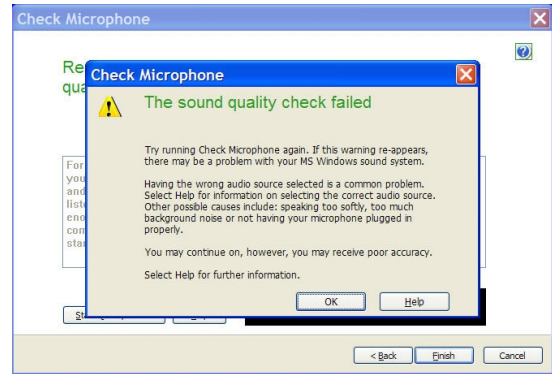 Check Microphone
Re
qua
Check Microphone
The sound quality check failed
Try running Check Microphone again. If this warning re-appears,
there may be a problem with your MS Windows sound system.
Having the wrong audio source selected is a common problem.
Select Help for information on selecting the correct audio source.
Other possible causes include: speaking too softly, too much
background noise or not having your microphone plugged in
properly.
You may continue on, however, you may receive poor accuracy.
Select Help for further information.
OK
Help
For
you
and
liste
eno
com
star
< Back
Finish
Cancel